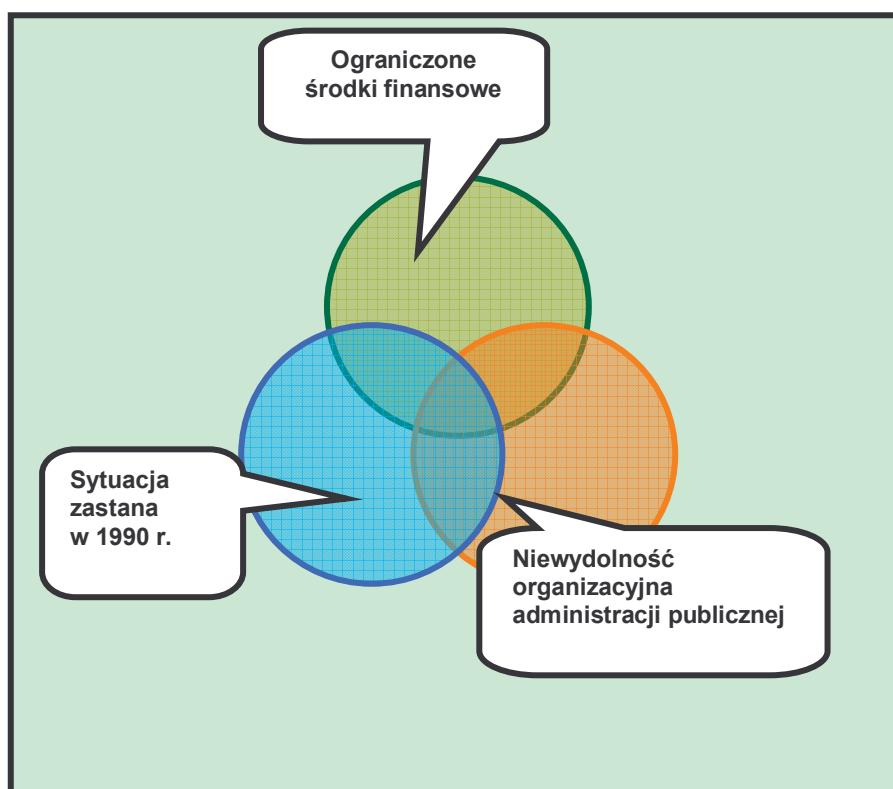 Ograniczone
środki finansowe
Sytuacja
zastana
w 1990 r.
Niewydolność
organizacyjna
administracji publicznej